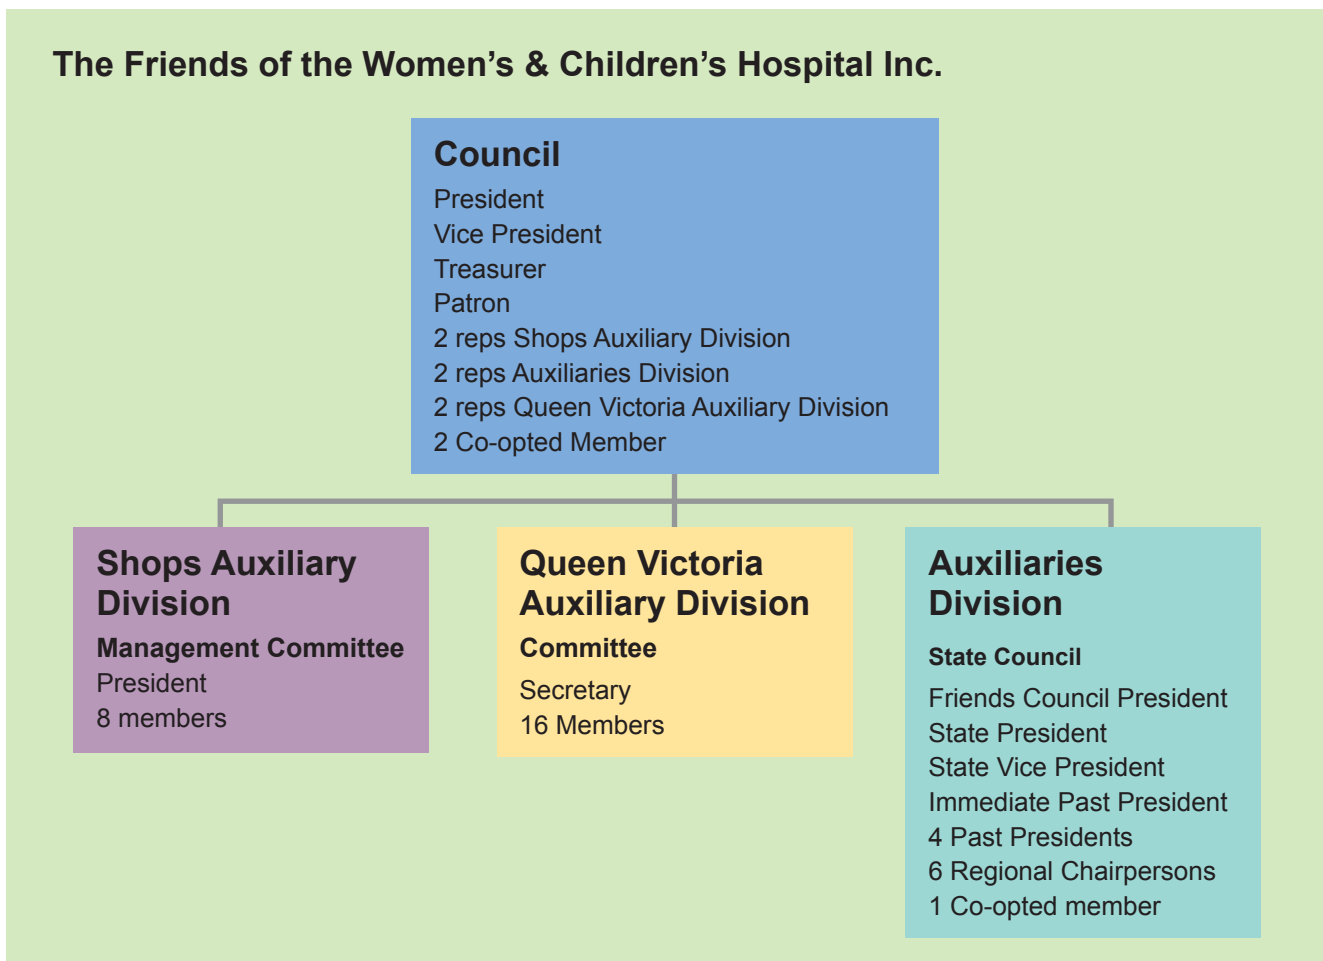 The Friends of the Women’s & Children’s Hospital Inc.
Council
President
Vice President
Treasurer
Patron
2 reps Shops Auxiliary Division
2 reps Auxiliaries Division
2 reps Queen Victoria Auxiliary Division
2 Co-opted Member
Shops Auxiliary
Division
Management Committee
President
8 members
Queen Victoria
Auxiliary Division
Committee
Secretary
16 Members
Auxiliaries
Division
State Council
Friends Council President
State President
State Vice President
Immediate Past President
4 Past Presidents
6 Regional Chairpersons
1 Co-opted member